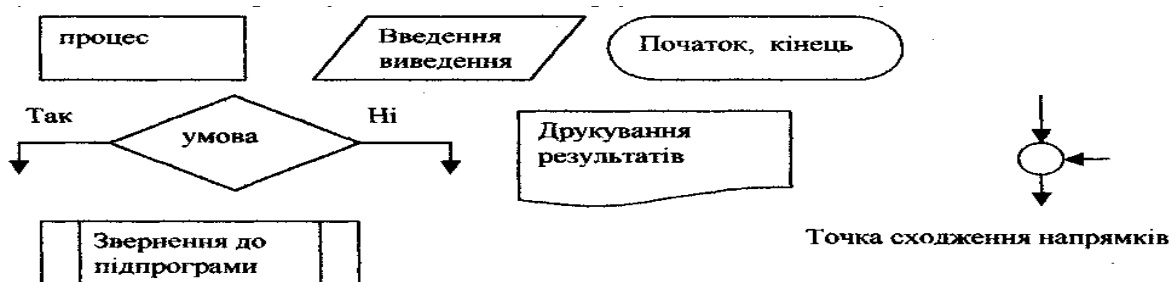 процес
Введення
виведення
Початок, кінець
Так
умова
Ні
Друкування
результатів
Звернення до
підпрограми
Точка сходження напрямків